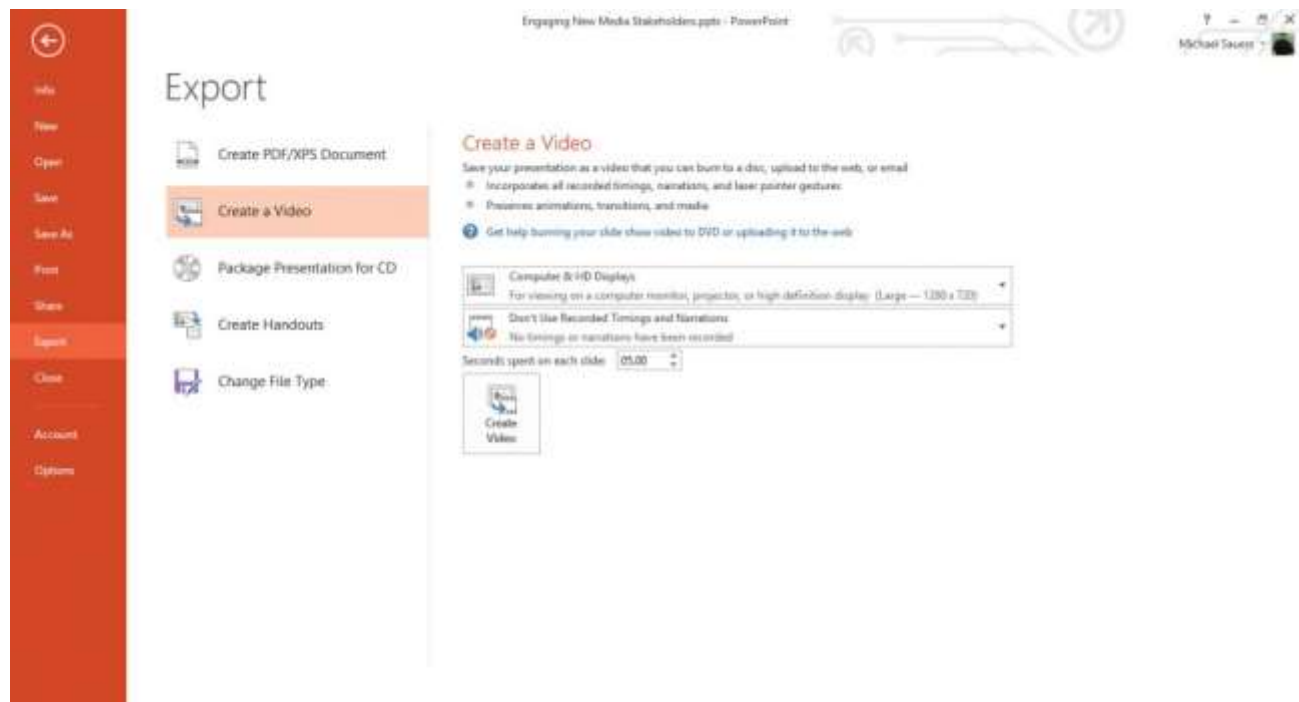 Engaging New Media Stakeholders.pptx - PowerPoint
? – X
Michael Sauers
Info
New
Open
Save
Save As
Print
Share
Export
Close
Account
Options
Export
Create PDF/XPS Document
Create a Video
Package Presentation for CD
Create Handouts
Change File Type
Create a Video
Save your presentation as a video that you can burn to a disc, upload to the web, or email
Incorporates all recorded timings, narrations, and laser pointer gestures
Preserves animations, transitions, and media
Get help burning your slide show video to DVD or uploading it to the web
Computer & HD Displays
For viewing on a computer monitor, projector, or high definition display (Large — 1280 x 720)
Don't Use Recorded Timings and Narrations
No timings or narrations have been recorded
Seconds spent on each slide: 05.00
Create
Video